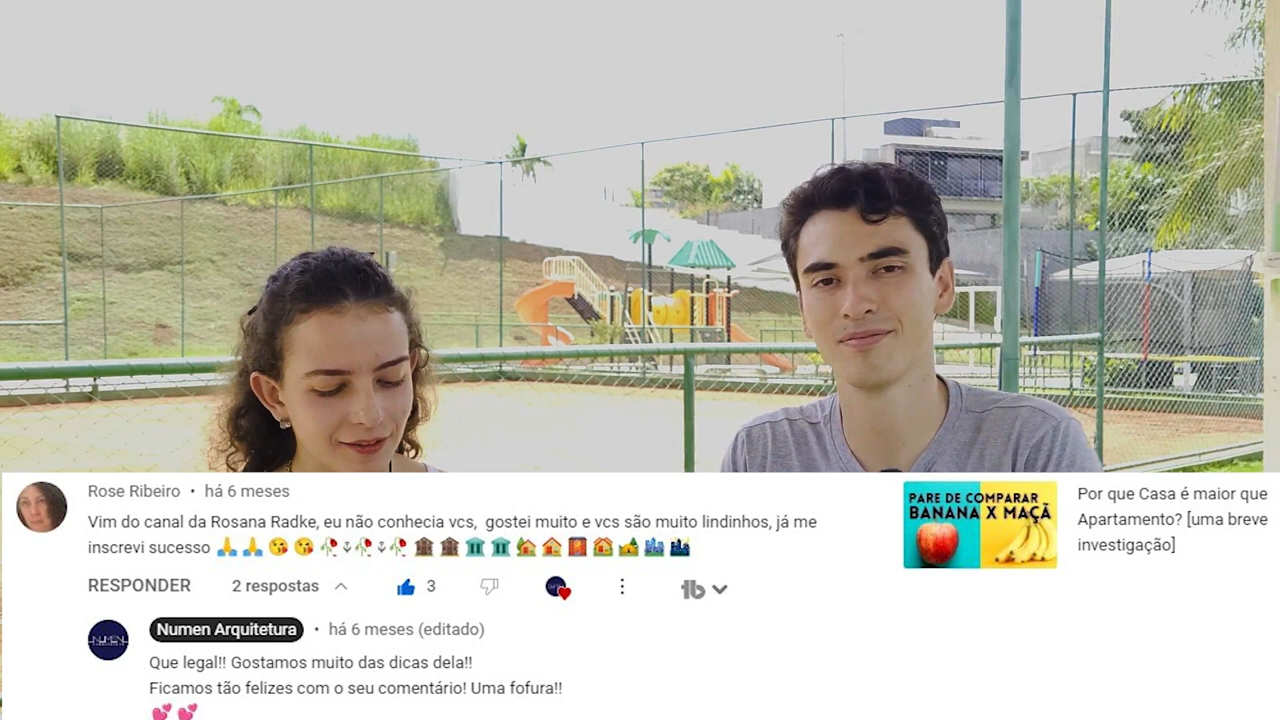 Rose Ribeiro • há 6 meses
Vim do canal da Rosana Radke, eu não conhecia vcs, gostei muito e vcs são muito lindinhos, já me
inscrevi sucesso 🙏🙏😘😘🥀⚘🥀⚘🥀🏚🏚🏛🏛🏡🏠🌇🏠🏕🏙🌃
RESPONDER 2 respostas 3
PARE DE COMPARAR
BANANA X MAÇÃ
Por que Casa é maior que
Apartamento? [uma breve
investigação]
NUMEN
Numen Arquitetura • há 6 meses (editado)
Que legal!! Gostamos muito das dicas dela!!
Ficamos tão felizes com o seu comentário! Uma fofura!!
💕💕